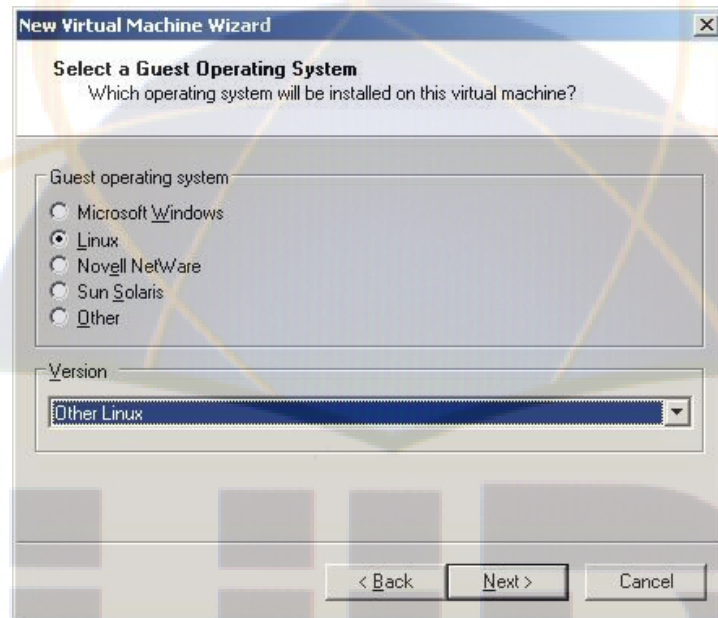 New Virtual Machine Wizard
Select a Guest Operating System
Which operating system will be installed on this virtual machine?
Guest operating system
Microsoft Windows
Linux
Novell NetWare
Sun Solaris
Other
Version
Other Linux
< Back
Next >
Cancel